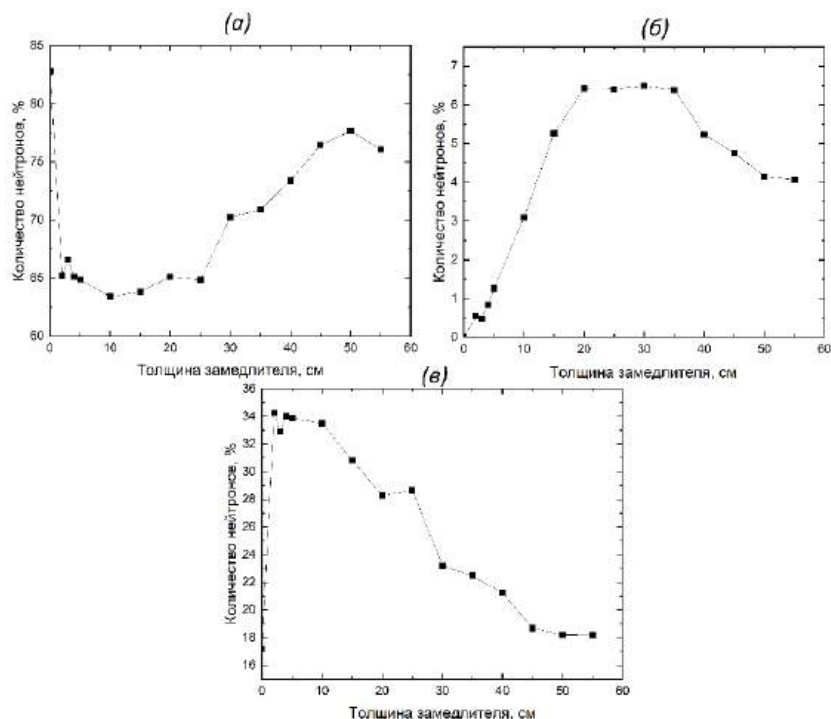 (а)
Количество нейтронов, %
85
80
75
70
65
60
0 10 20 30 40 50 60
Толщина замедлителя, см
(б)
Количество нейтронов, %
7
6
5
4
3
2
1
0
0 10 20 30 40 50 60
Толщина замедлителя, см
(в)
Количество нейтронов, %
36
34
32
30
28
26
24
22
20
18
16
0 10 20 30 40 50 60
Толщина замедлителя, см